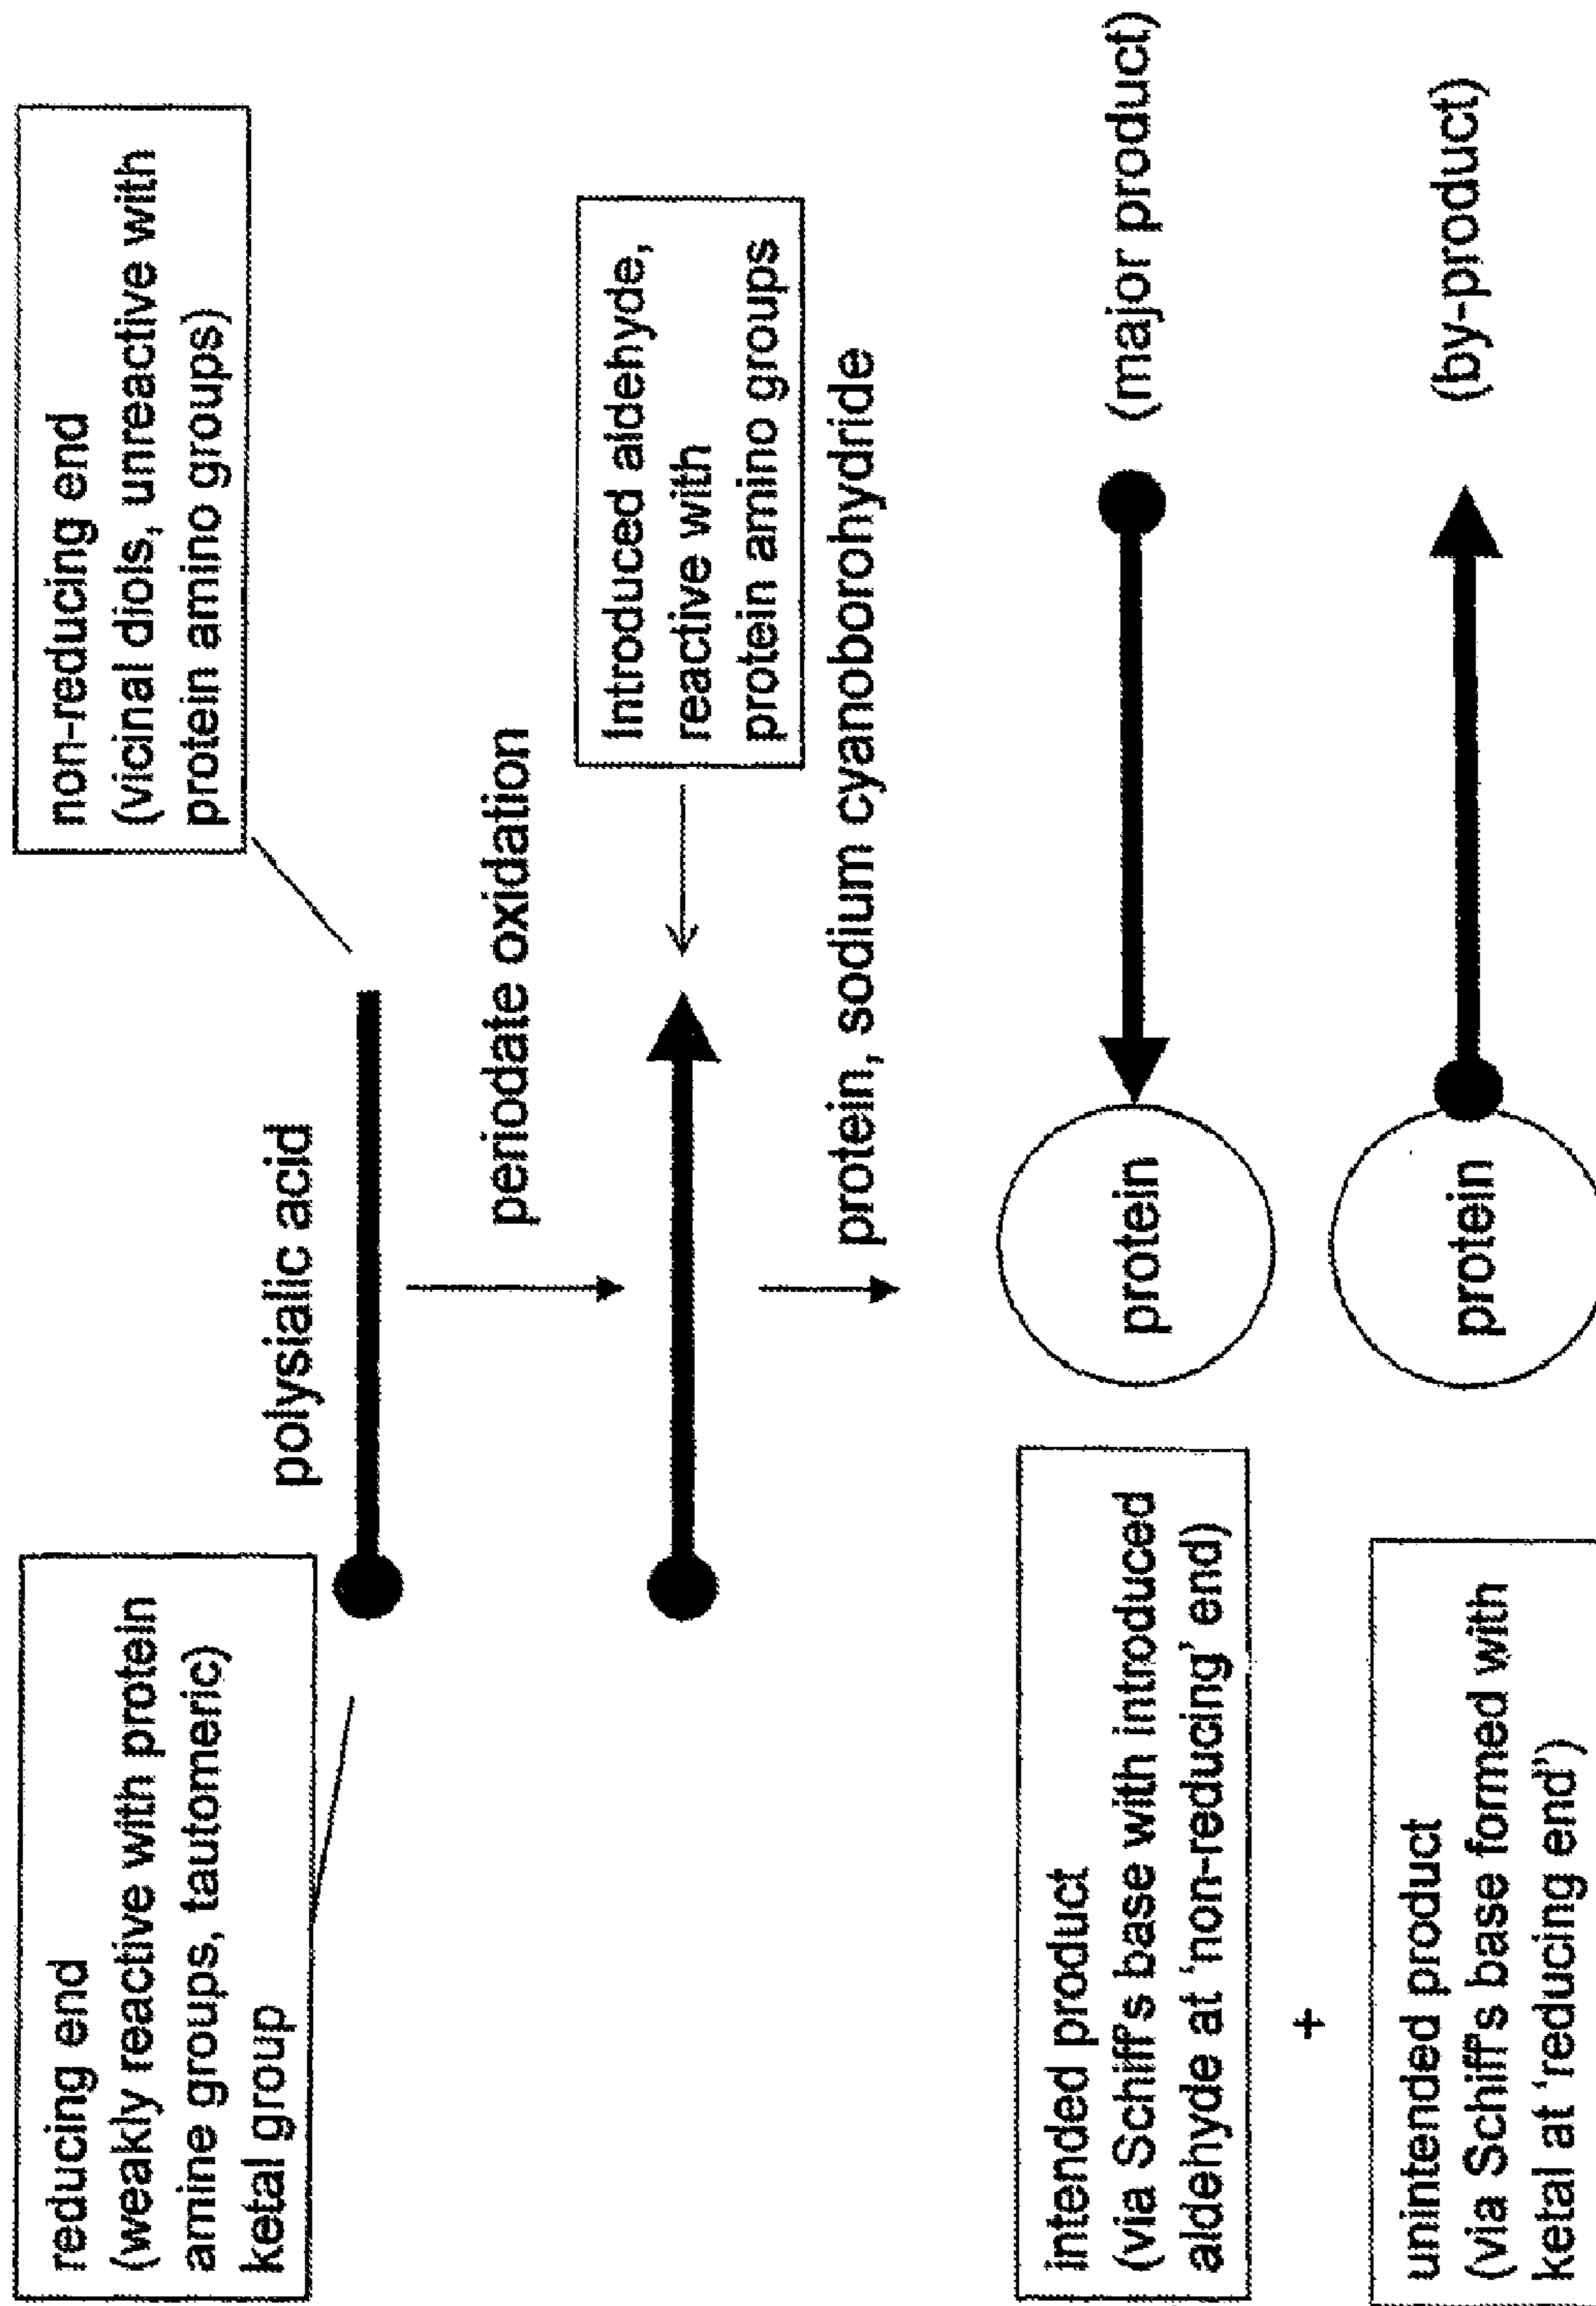 reducing end
(weakly reactive with protein
amine groups, tautomeric)
ketal group
non-reducing end
(vicinal diols, unreactive with
protein amino groups)
polysialic acid
periodate oxidation
Introduced aldehyde,
reactive with
protein amino groups
protein, sodium cyanoborohydride
intended product
(via Schiff's base with introduced
aldehyde at 'non-reducing' end)
protein
(major product)
+
unintended product
(via Schiff's base formed with
ketal at 'reducing end')
protein
(by-product)